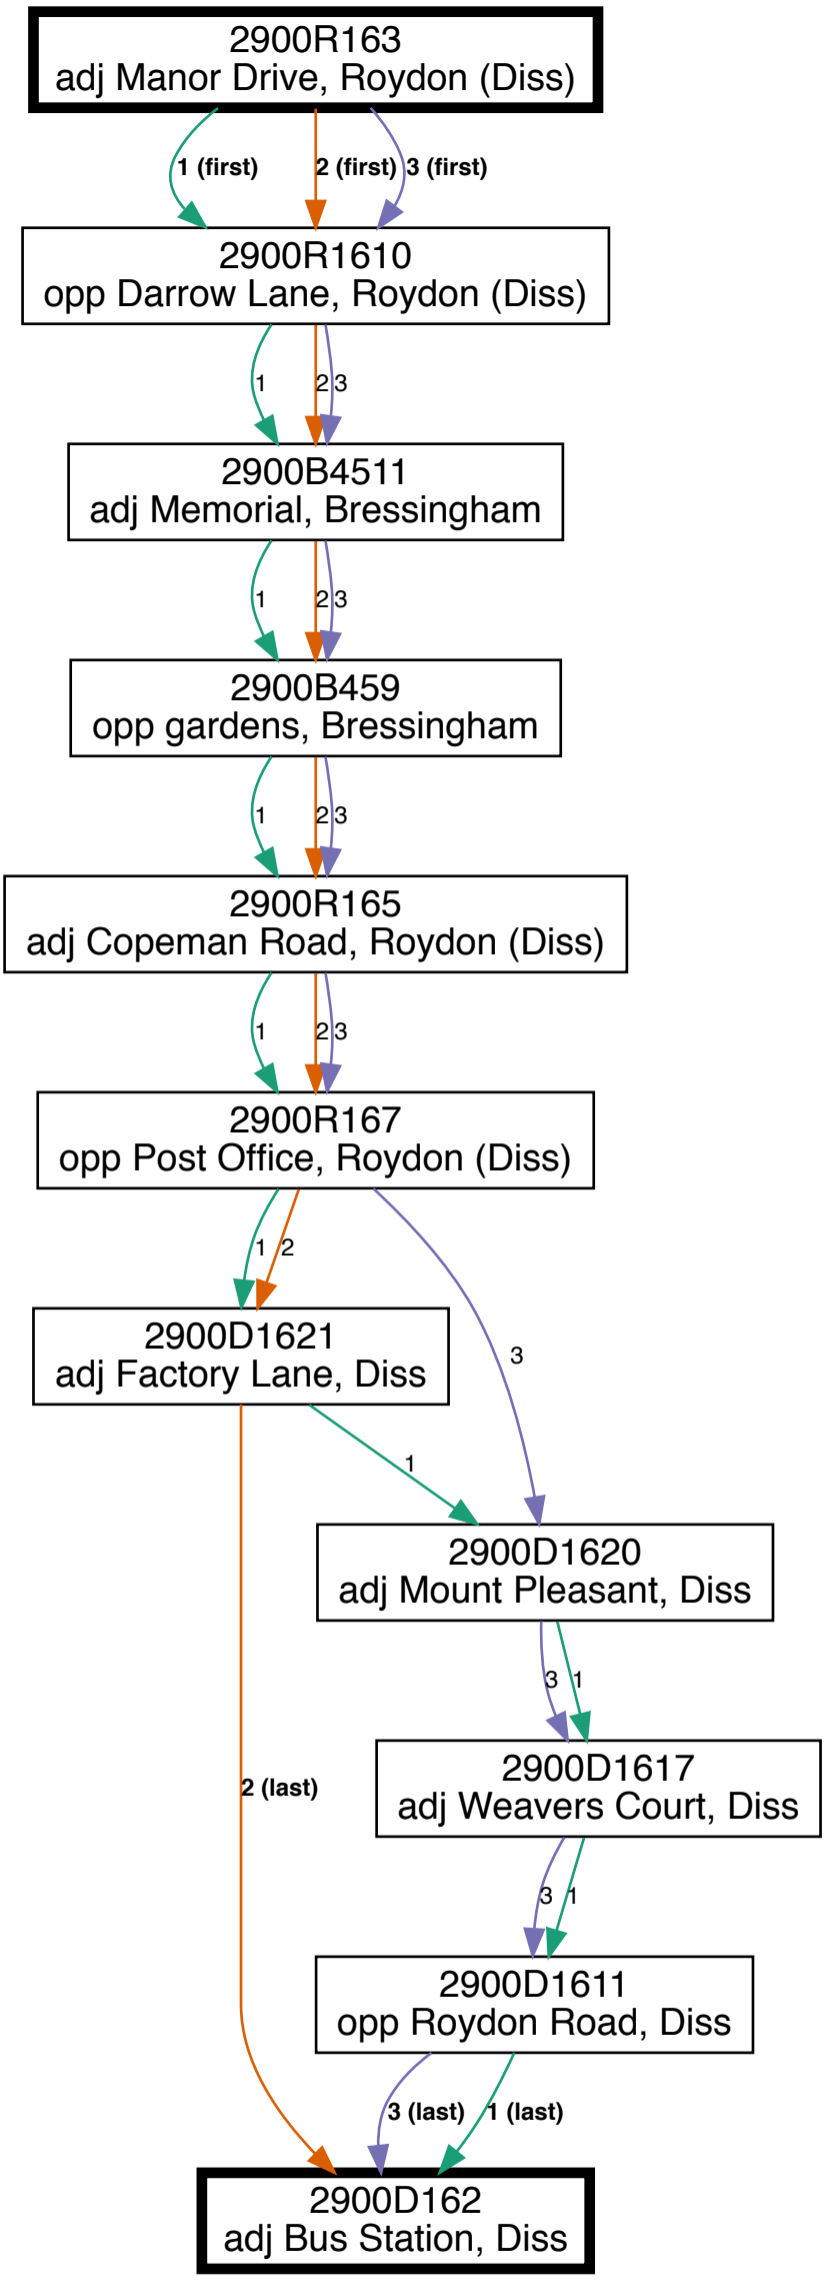 2900R163
adj Manor Drive, Roydon (Diss)
1 (first) 2 (first) 3 (first)
2900R1610
opp Darrow Lane, Roydon (Diss)
1 2 3
2900B4511
adj Memorial, Bressingham
1 2 3
2900B459
opp gardens, Bressingham
1 2 3
2900R165
adj Copeman Road, Roydon (Diss)
1 2 3
2900R167
opp Post Office, Roydon (Diss)
1 2
2900D1621
adj Factory Lane, Diss
3
1
2900D1620
adj Mount Pleasant, Diss
3 1
2 (last)
2900D1617
adj Weavers Court, Diss
3 1
2900D1611
opp Roydon Road, Diss
3 (last) 1 (last)
2900D162
adj Bus Station, Diss